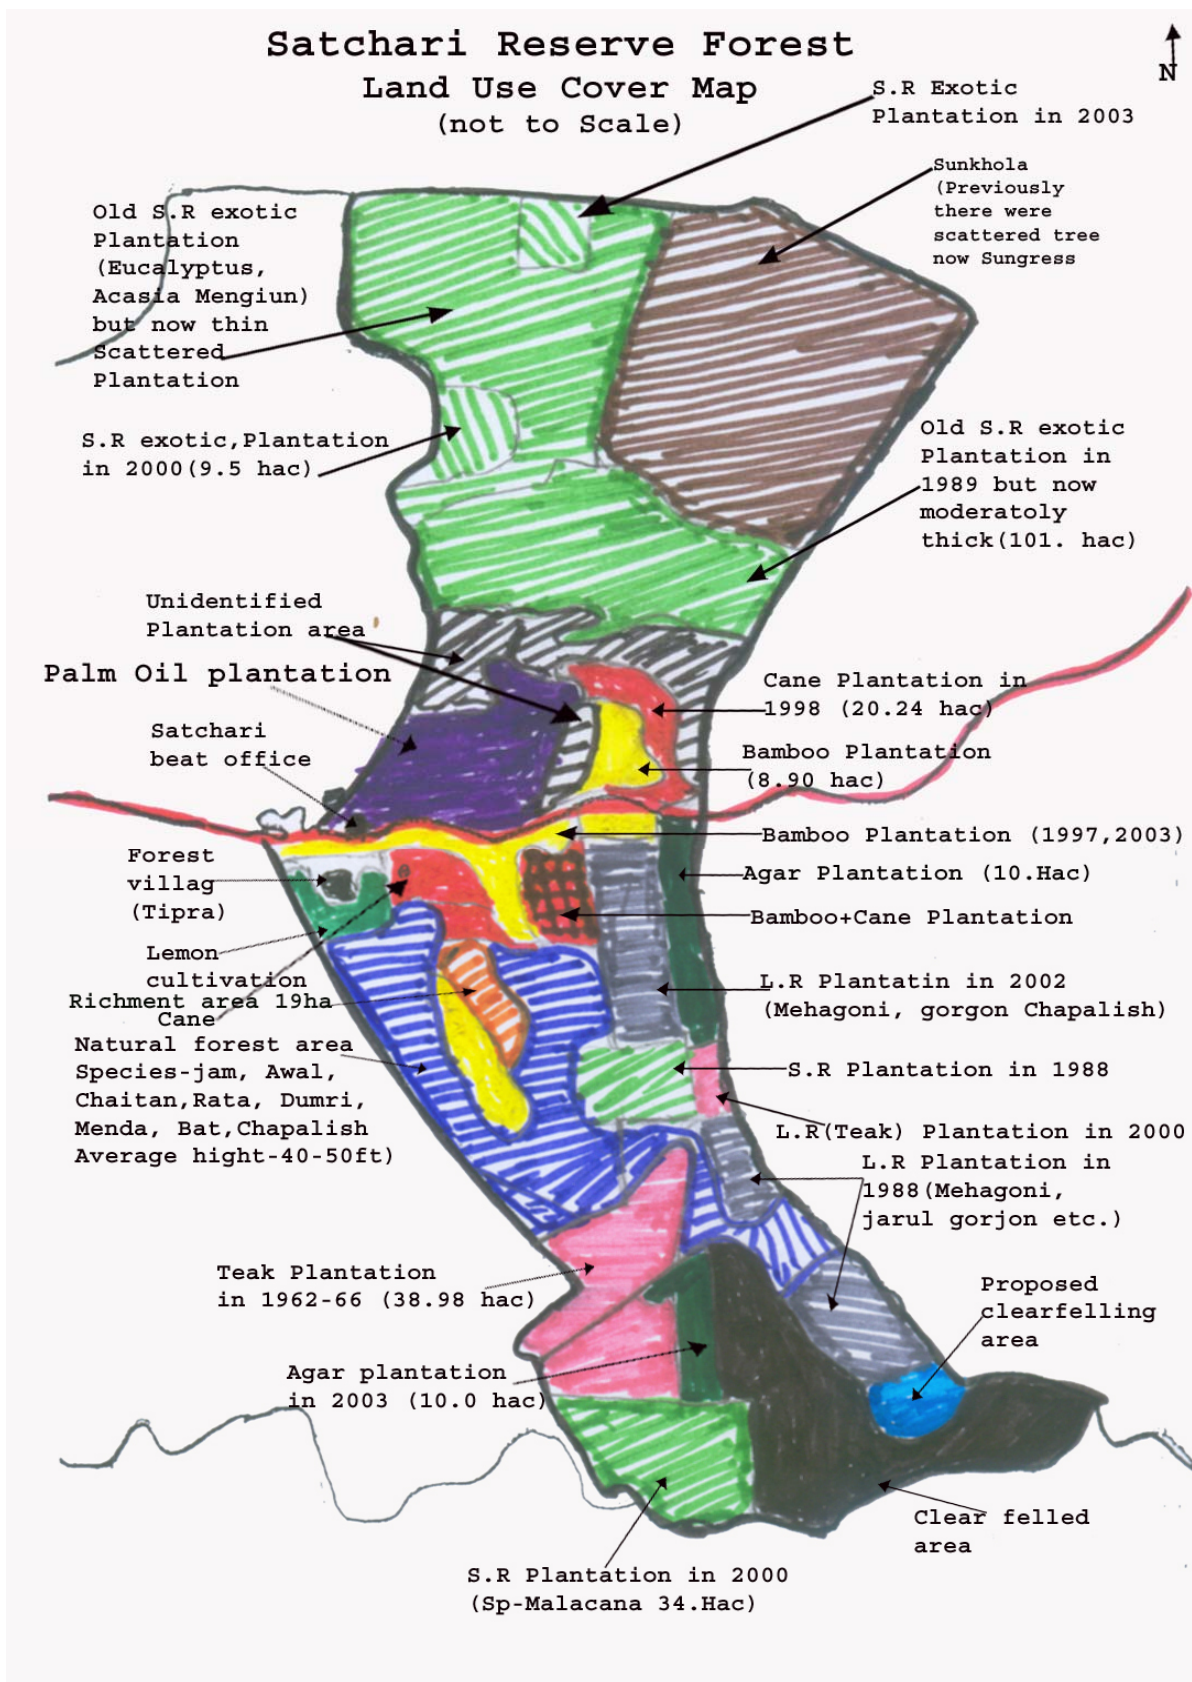 Satchari Reserve Forest
Land Use Cover Map
(not to Scale)
N
S.R Exotic
Plantation in 2003
Sunkhola
(Previously
there were
scattered tree
now Sungress
Old S.R exotic
Plantation
(Eucalyptus,
Acasia Mengiun)
but now thin
Scattered
Plantation
S.R exotic,Plantation
in 2000(9.5 hac)
Old S.R exotic
Plantation in
1989 but now
moderatoly
thick(101. hac)
Unidentified
Plantation area
Palm Oil plantation
Satchari
beat office
Cane Plantation in
1998 (20.24 hac)
Bamboo Plantation
(8.90 hac)
Bamboo Plantation (1997,2003)
Agar Plantation (10.Hac)
Bamboo+Cane Plantation
Forest
villag
(Tipra)
Lemon
cultivation
Richment area 19ha
Cane
Natural forest area
Species-jam, Awal,
Chaitan,Rata, Dumri,
Menda, Bat,Chapalish
Average hight-40-50ft)
L.R Plantatin in 2002
(Mehagoni, gorgon Chapalish)
S.R Plantation in 1988
L.R(Teak) Plantation in 2000
L.R Plantation in
1988(Mehagoni,
jarul gorjon etc.)
Teak Plantation
in 1962-66 (38.98 hac)
Proposed
clearfelling
area
Agar plantation
in 2003 (10.0 hac)
Clear felled
area
S.R Plantation in 2000
(Sp-Malacana 34.Hac)